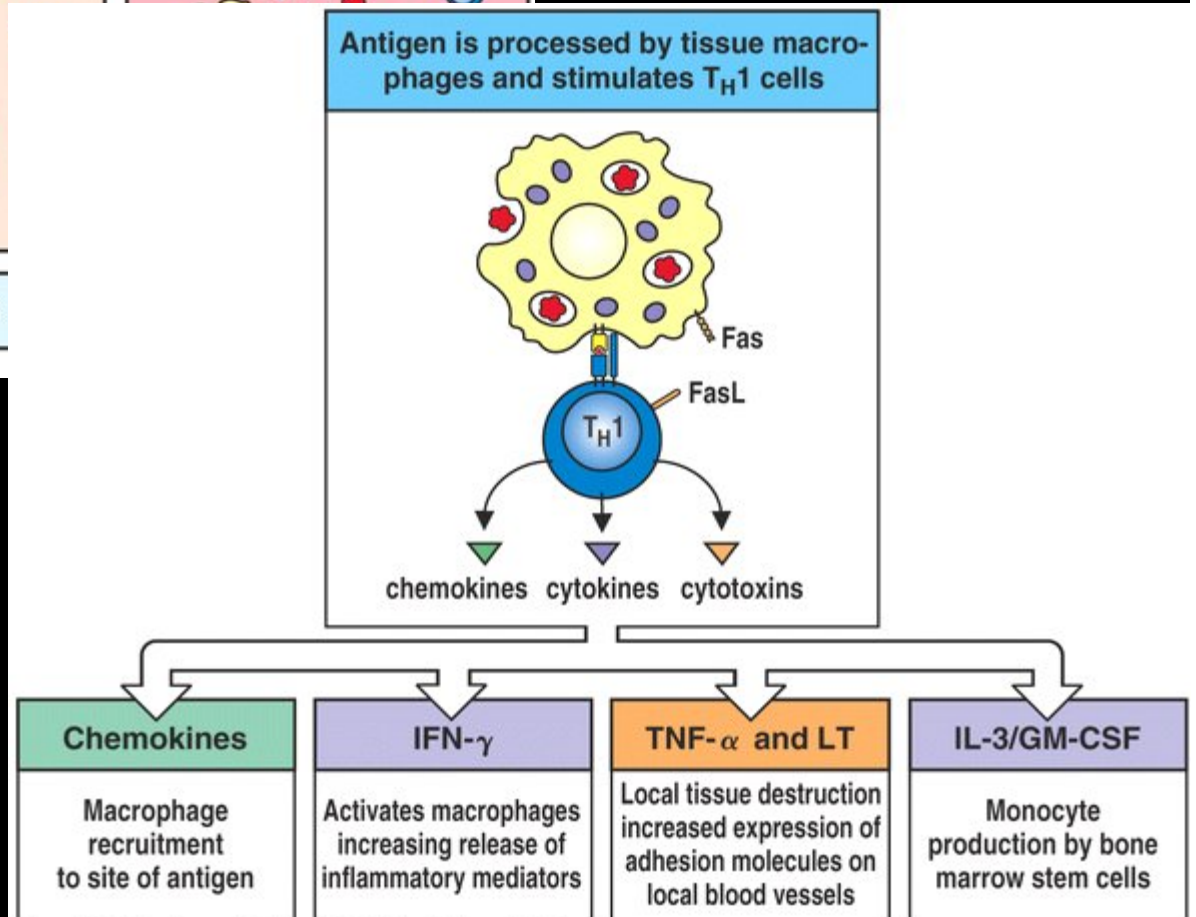 Antigen is processed by tissue macro-
phages and stimulates TH1 cells
Fas
FasL
TH1
chemokines cytokines cytotoxins
Chemokines
Macrophage
recruitment
to site of antigen
IFN-γ
Activates macrophages
increasing release of
inflammatory mediators
TNF-α and LT
Local tissue destruction
increased expression of
adhesion molecules on
local blood vessels
IL-3/GM-CSF
Monocyte
production by bone
marrow stem cells